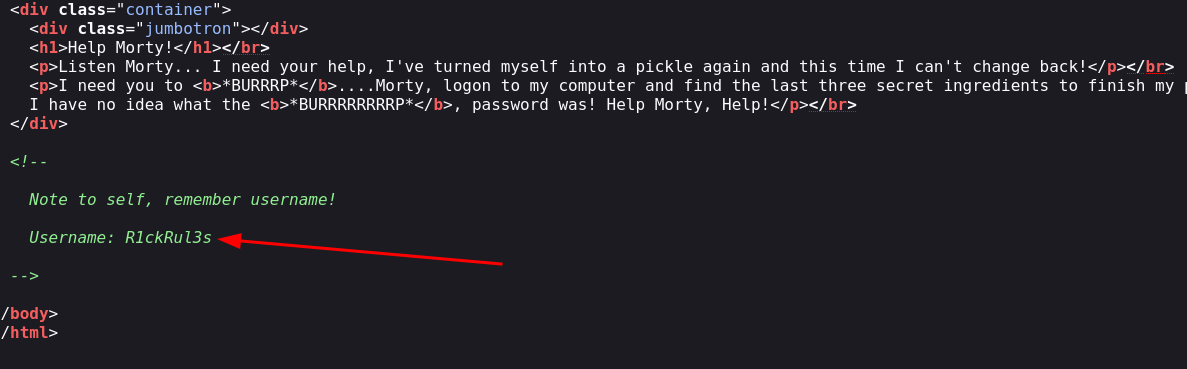 <div class="container">
<div class="jumbotron"></div>
<h1>Help Morty!</h1></br>
<p>Listen Morty... I need your help, I've turned myself into a pickle again and this time I can't change back!</p></br>
<p>I need you to <b>*BURRRP*</b>....Morty, logon to my computer and find the last three secret ingredients to finish my
I have no idea what the <b>*BURRRRRRRRP*</b>, password was! Help Morty, Help!</p></br>
</div>
<!--
Note to self, remember username!
Username: R1ckRul3s
-->
/body>
/html>